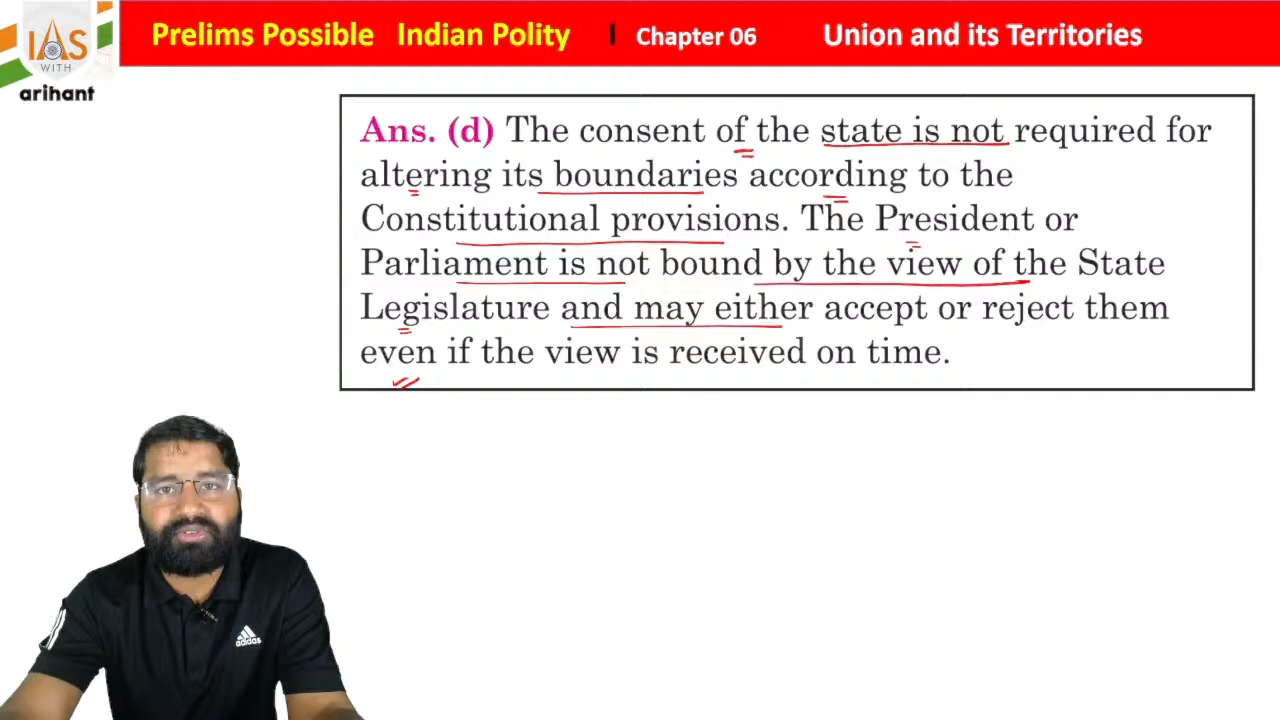 IAS
WITH
arihant
Prelims Possible Indian Polity | Chapter 06 Union and its Territories
Ans. (d) The consent of the state is not required for
altering its boundaries according to the
Constitutional provisions. The President or
Parliament is not bound by the view of the State
Legislature and may either accept or reject them
even if the view is received on time.
adidas